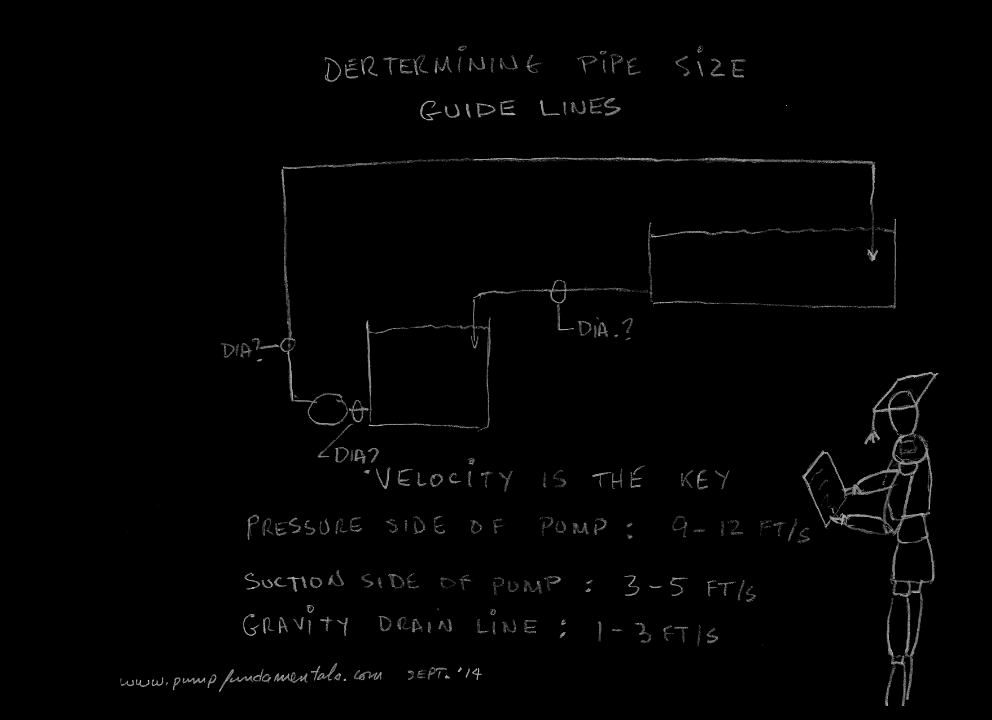 DERTERMINING PIPE SIZE
GUIDE LINES
DIA.?
DIA?
DIA?
VELOCITY IS THE KEY
PRESSURE SIDE OF PUMP : 9-12 FT/S
SUCTION SIDE OF PUMP : 3-5 FT/S
GRAVITY DRAIN LINE : 1-3 FT/S
www.pumpfundamentals.com SEPT. '14